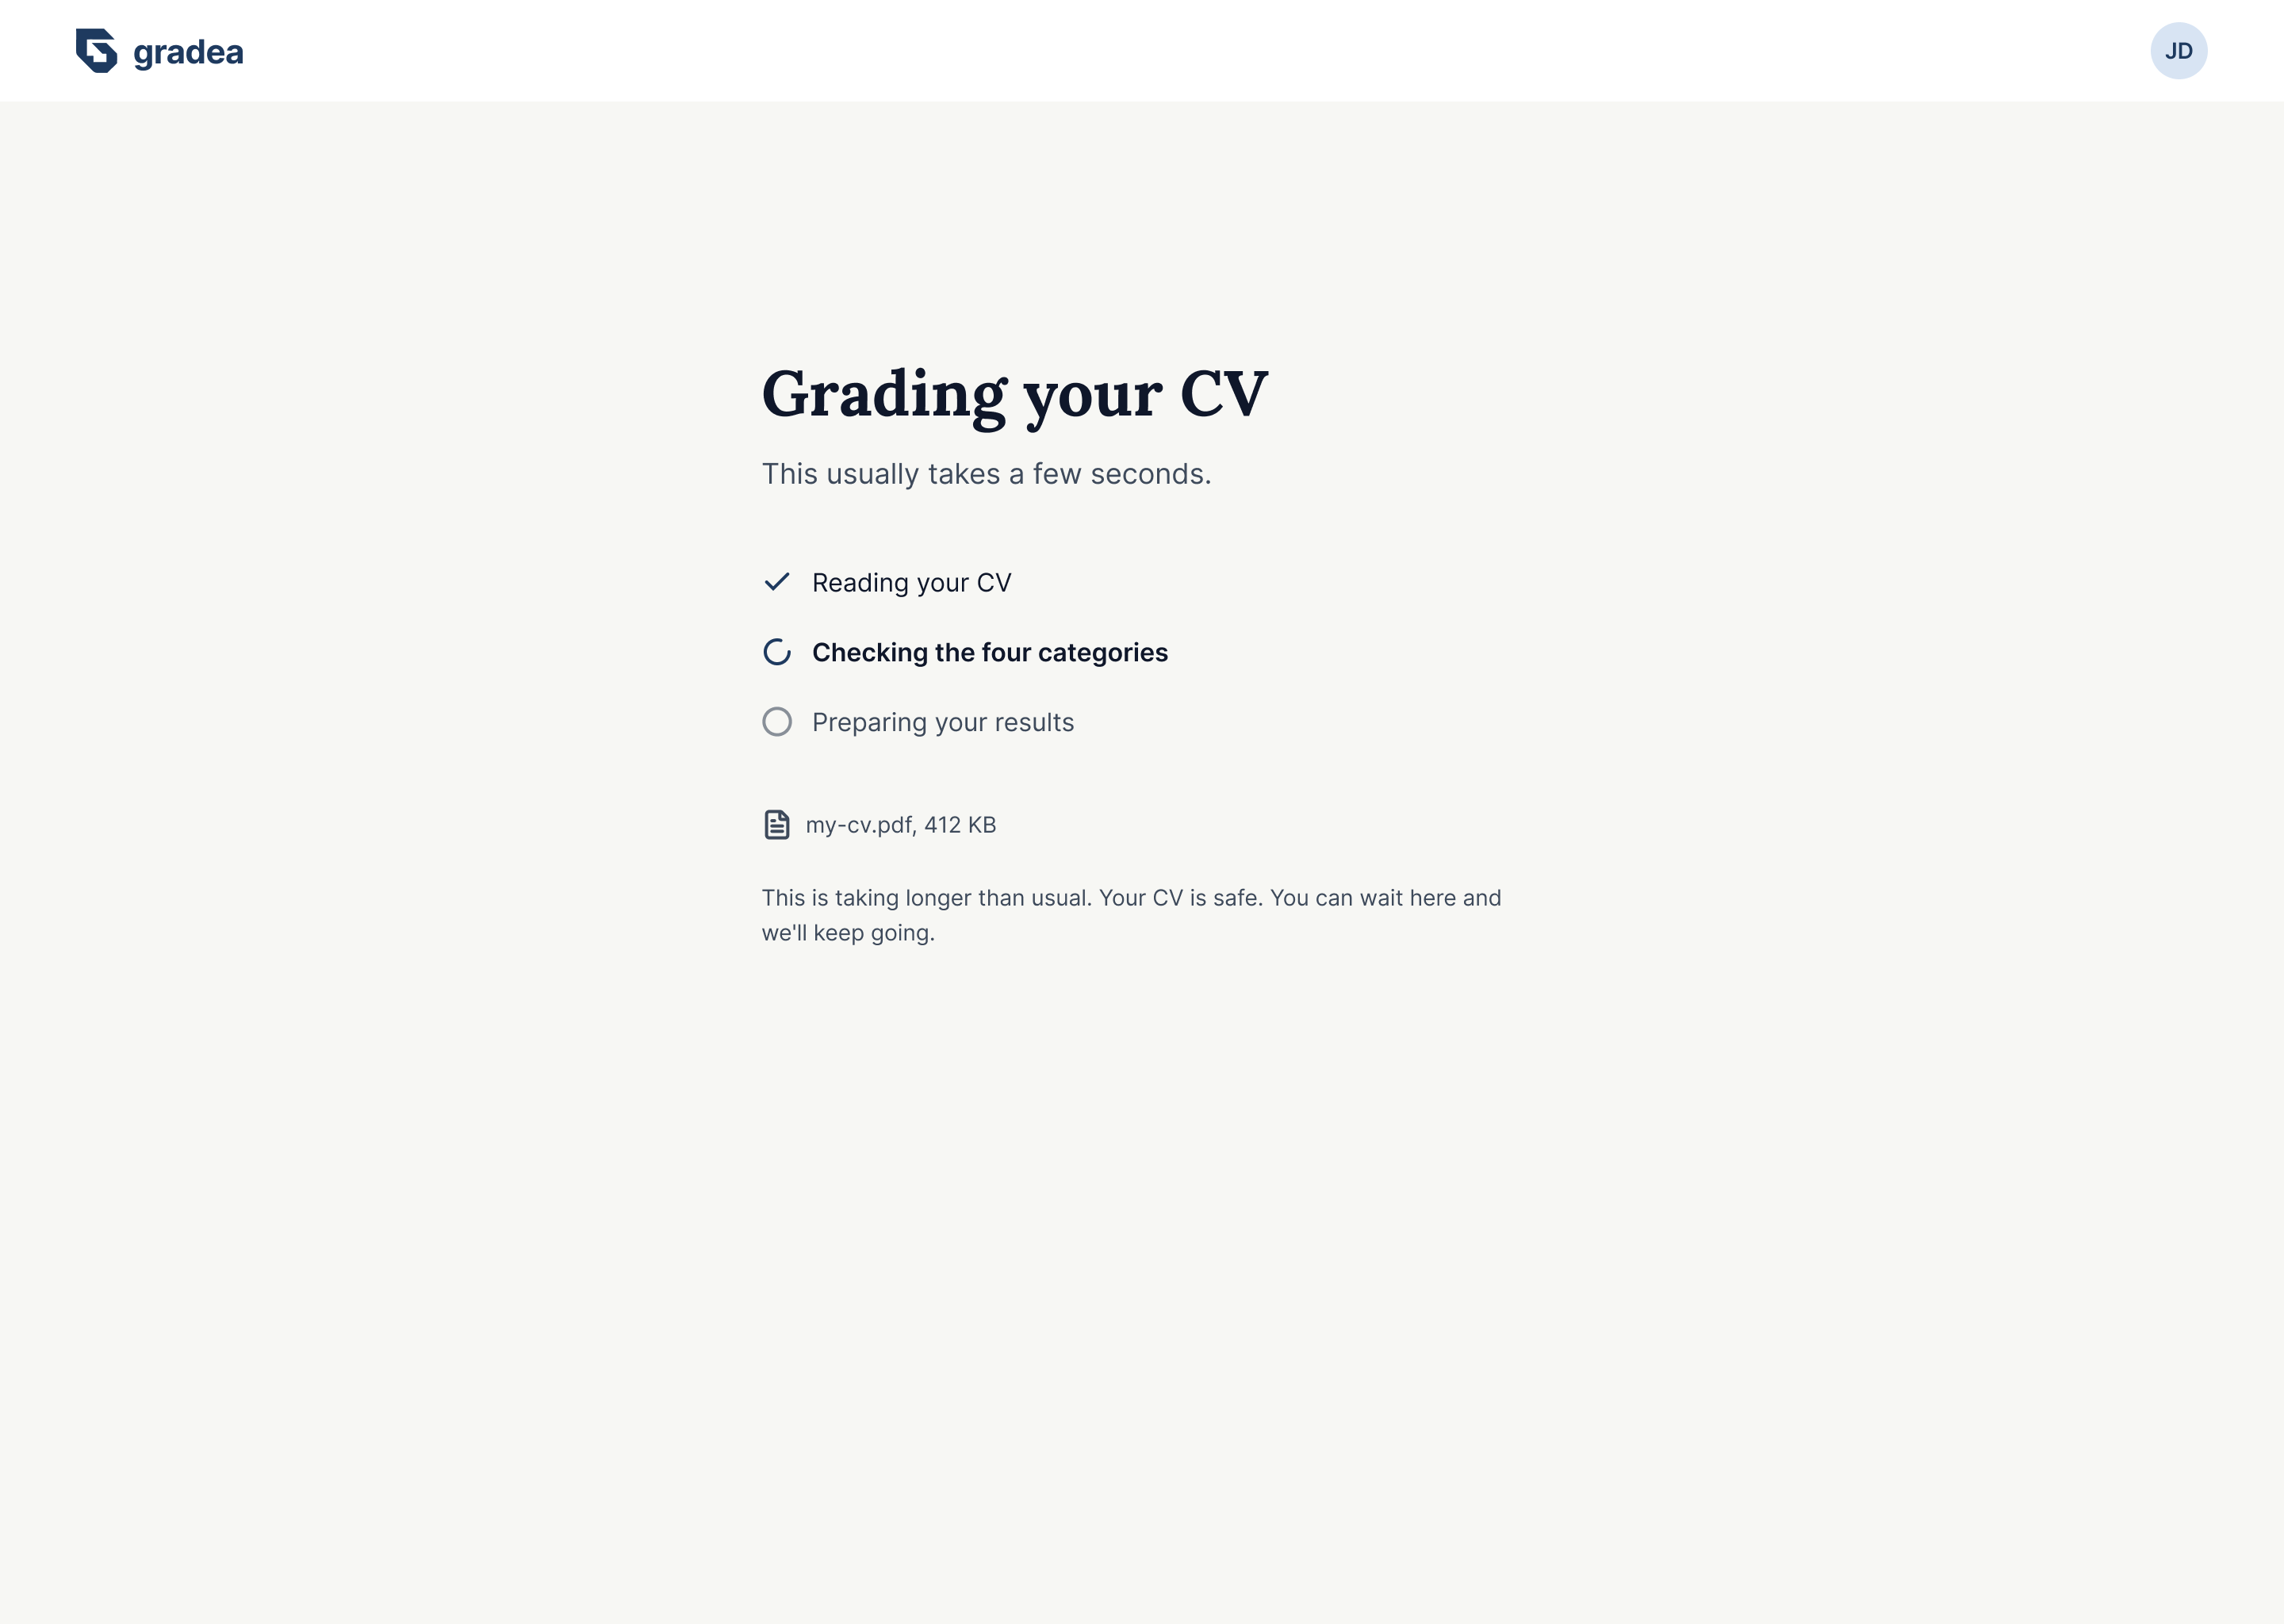 gradea
JD
Grading your CV
This usually takes a few seconds.
Reading your CV
Checking the four categories
Preparing your results
my-cv.pdf, 412 KB
This is taking longer than usual. Your CV is safe. You can wait here and
we'll keep going.